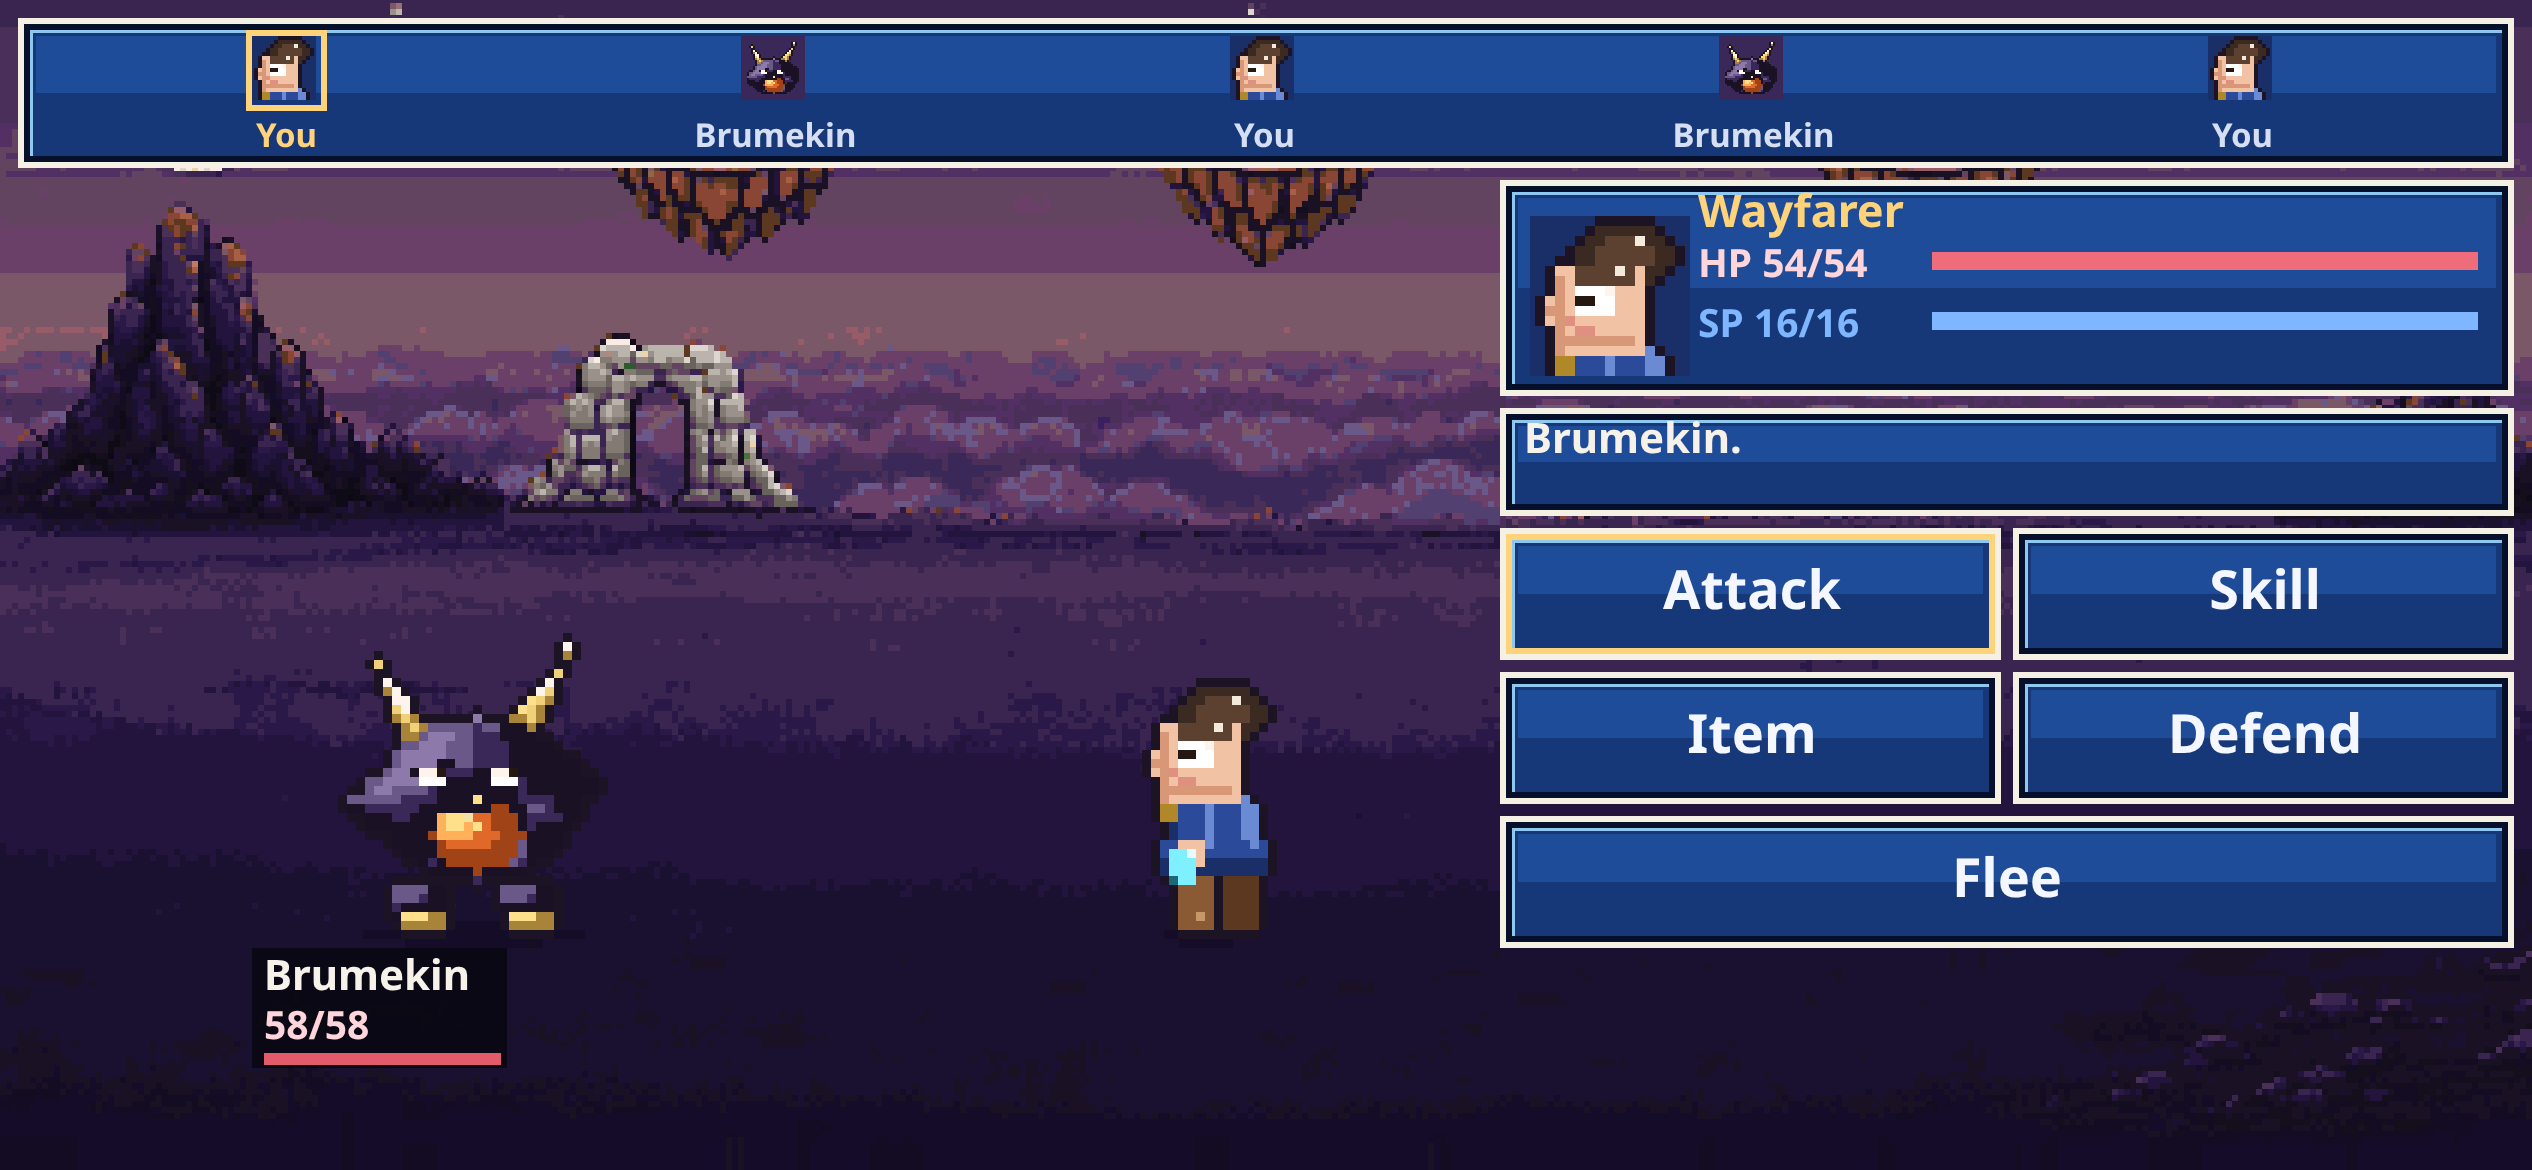 You
Brumekin
You
Brumekin
You
Wayfarer
HP 54/54
SP 16/16
Brumekin.
Attack
Skill
Item
Defend
Flee
Brumekin
58/58